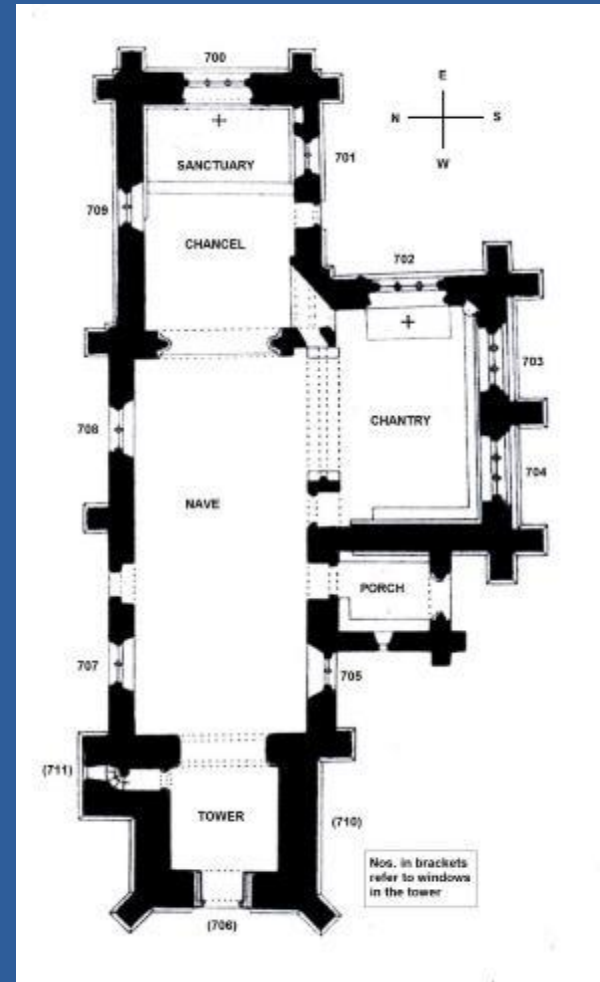 700
E
N S
W
SANCTUARY
701
709
CHANCEL
702
703
CHANTRY
708
704
NAVE
PORCH
707
705
(711)
TOWER
(710)
Nos. in brackets
refer to windows
in the tower
(706)